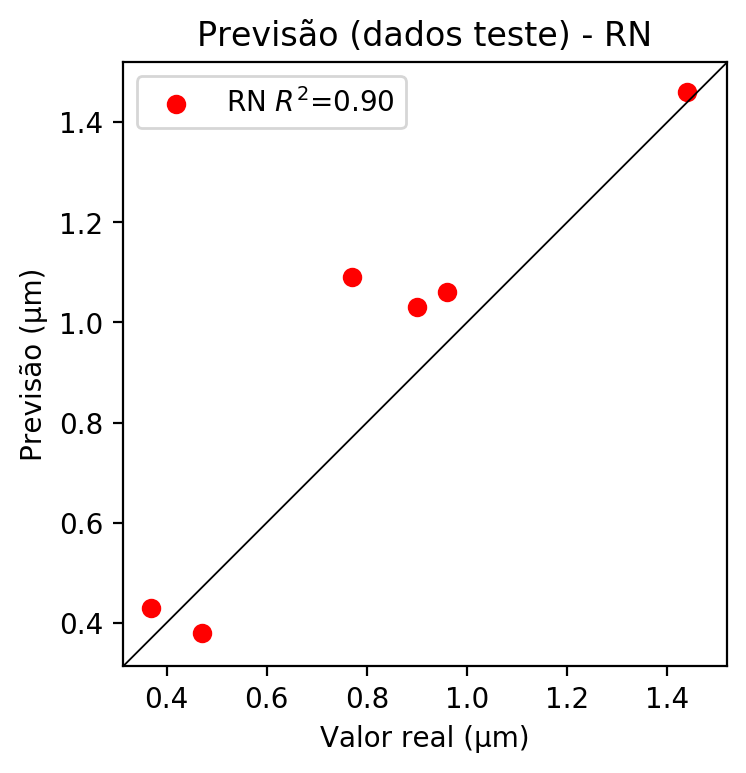 Previsão (dados teste) - RN
RN R²=0.90
1.4
1.2
1.0
0.8
0.6
0.4
Previsão (µm)
0.4 0.6 0.8 1.0 1.2 1.4
Valor real (µm)